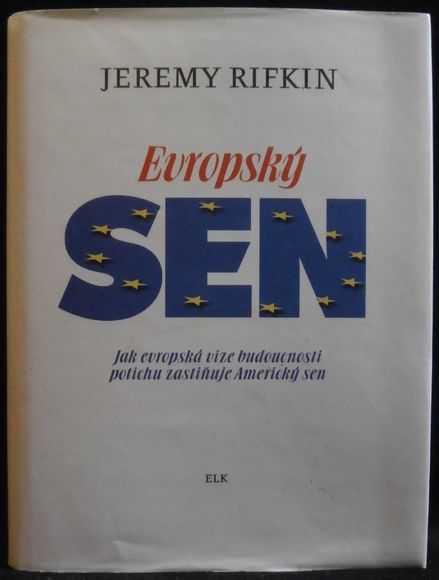 JEREMY RIFKIN
Evropský
SEN
Jak evropská vize budoucnosti
potichu zastiňuje Americký sen
ELK